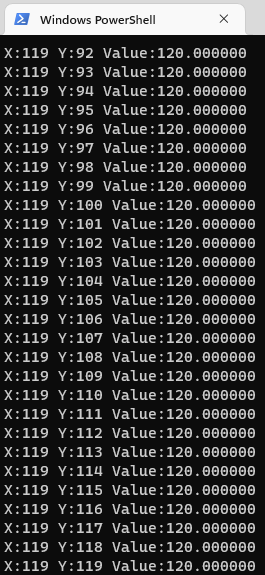 Windows PowerShell
X:119 Y:92 Value:120.000000
X:119 Y:93 Value:120.000000
X:119 Y:94 Value:120.000000
X:119 Y:95 Value:120.000000
X:119 Y:96 Value:120.000000
X:119 Y:97 Value:120.000000
X:119 Y:98 Value:120.000000
X:119 Y:99 Value:120.000000
X:119 Y:100 Value:120.000000
X:119 Y:101 Value:120.000000
X:119 Y:102 Value:120.000000
X:119 Y:103 Value:120.000000
X:119 Y:104 Value:120.000000
X:119 Y:105 Value:120.000000
X:119 Y:106 Value:120.000000
X:119 Y:107 Value:120.000000
X:119 Y:108 Value:120.000000
X:119 Y:109 Value:120.000000
X:119 Y:110 Value:120.000000
X:119 Y:111 Value:120.000000
X:119 Y:112 Value:120.000000
X:119 Y:113 Value:120.000000
X:119 Y:114 Value:120.000000
X:119 Y:115 Value:120.000000
X:119 Y:116 Value:120.000000
X:119 Y:117 Value:120.000000
X:119 Y:118 Value:120.000000
X:119 Y:119 Value:120.000000